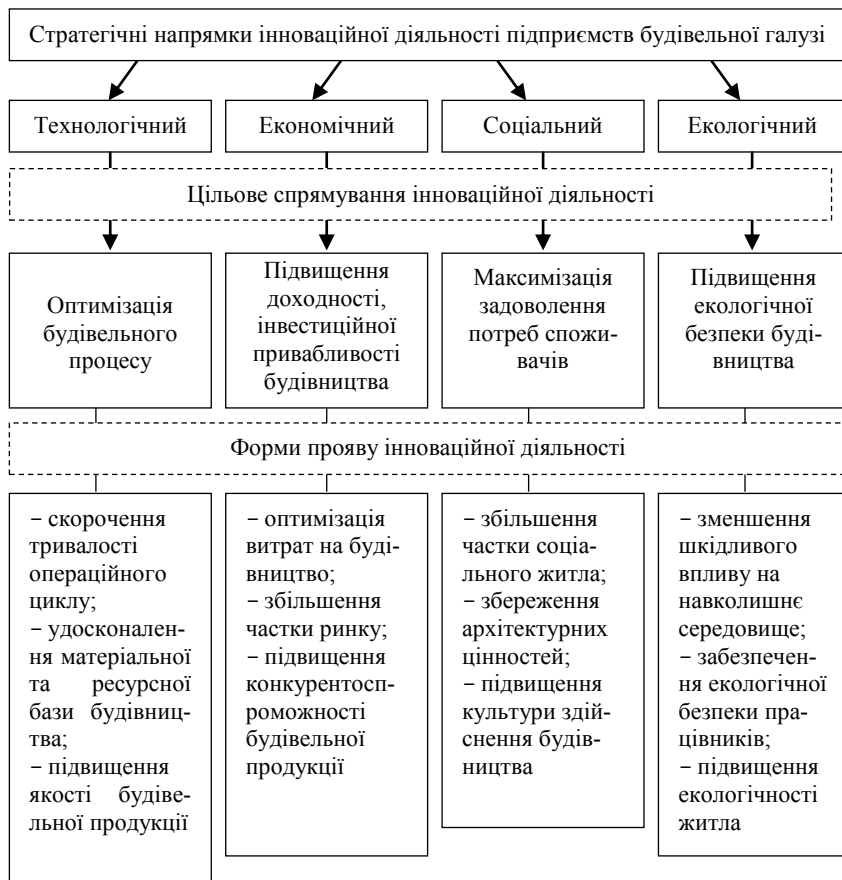 Стратегічні напрямки інноваційної діяльності підприємств будівельної галузі
Технологічний
Економічний
Соціальний
Екологічний
Цільове спрямування інноваційної діяльності
Оптимізація
будівельного
процесу
Підвищення
доходності,
інвестиційної
привабливості
будівництва
Максимізація
задоволення
потреб спожи-
вачів
Підвищення
екологічної
безпеки буді-
вництва
Форми прояву інноваційної діяльності
− скорочення
тривалості
операційного
циклу;
− удосконален-
ня матеріальної
та ресурсної
бази будівниц-
тва;
− підвищення
якості будіве-
льної продукції
− оптимізація
витрат на буді-
вництво;
− збільшення
частки ринку;
− підвищення
конкурентосп-
роможності
будівельної
продукції
− збільшення
частки соціа-
льного житла;
− збереження
архітектурних
цінностей;
− підвищення
культури здій-
снення будів-
ництва
− зменшення
шкідливого
впливу на
навколишнє
середовище;
− забезпечен-
ня екологічної
безпеки пра-
цівників;
− підвищення
екологічності
житла